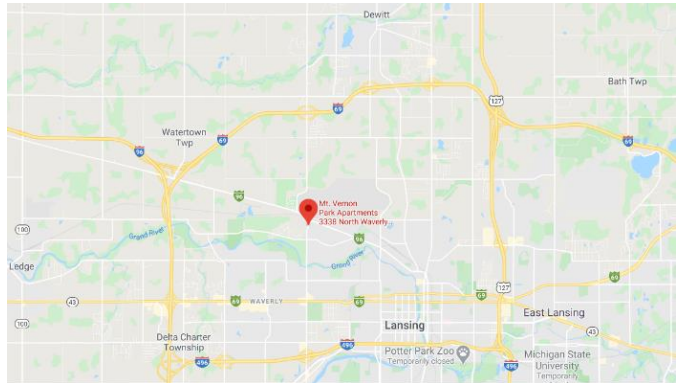 Dewitt
69
127
Bath Twp
Watertown
Twp
96
69
69
96
Mt. Vernon
Park Apartments
3338 North Waverly
100
Grand River
96
Grand River
Ledge
69
127
43
69
WAVERLY
69
69
East Lansing
100
Lansing
43
Delta Charter
Township
496
Potter Park Zoo
Temporarily closed
Michigan State
University
Temporarily
496
496